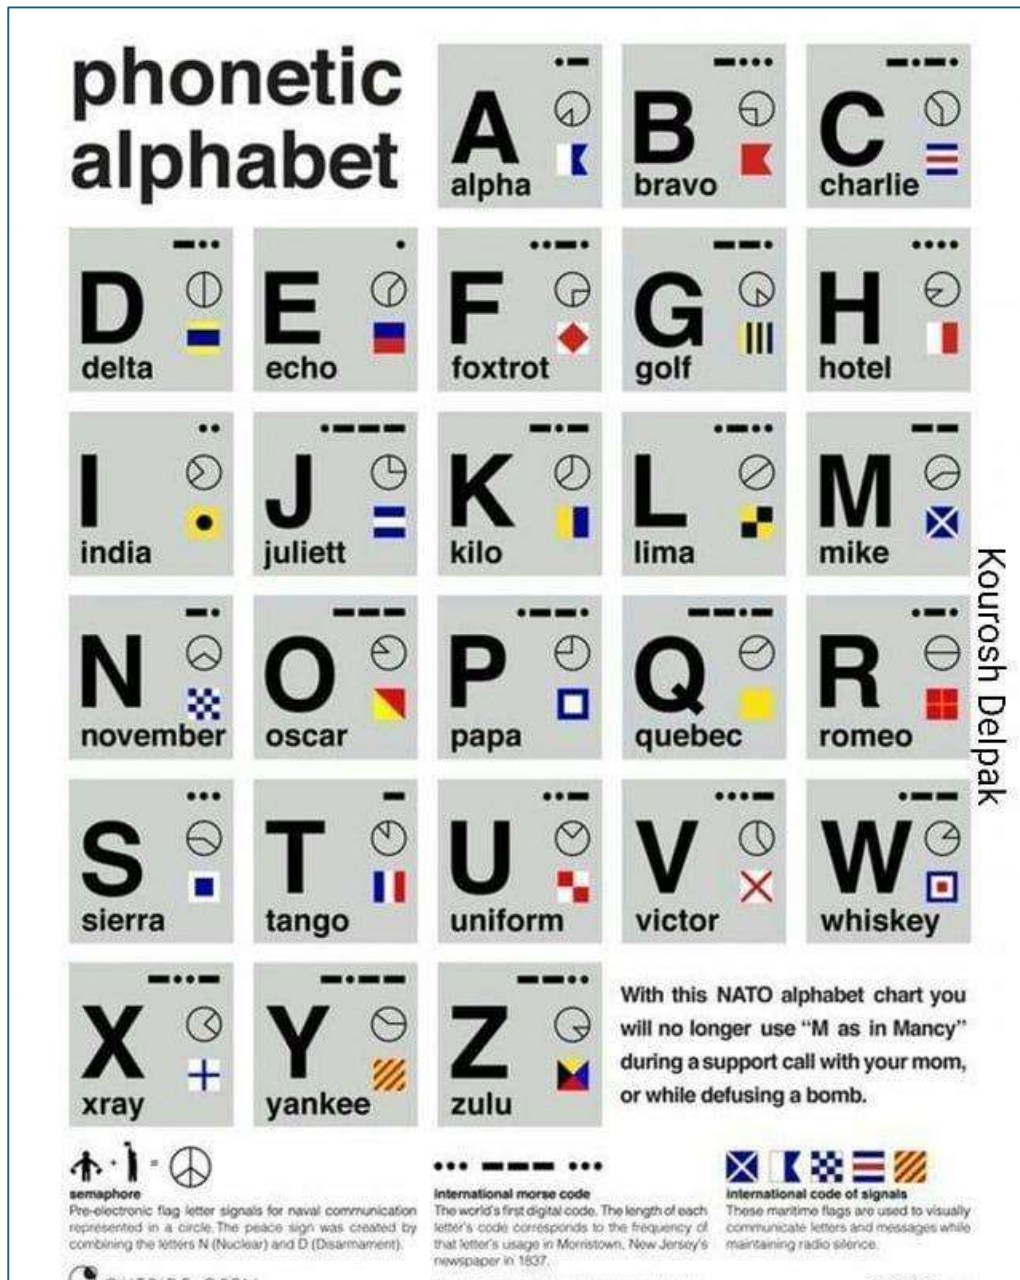 phonetic
alphabet
A
alpha
B
bravo
C
charlie
D
delta
E
echo
F
foxtrot
G
golf
H
hotel
I
india
J
juliett
K
kilo
L
lima
M
mike
N
november
O
oscar
P
papa
Q
quebec
R
romeo
S
sierra
T
tango
U
uniform
V
victor
W
whiskey
X
xray
Y
yankee
Z
zulu
With this NATO alphabet chart you
will no longer use “M as in Mancy”
during a support call with your mom,
or while defusing a bomb.
Kourosh Delpak
semaphore
Pre-electronic flag letter signals for naval communication
represented in a circle. The peace sign was created by
combining the letters N (Nuclear) and D (Disarmament).
international morse code
The world's first digital code. The length of each
letter's code corresponds to the frequency of
that letter's usage in Morristown, New Jersey's
newspaper in 1837.
international code of signals
These maritime flags are used to visually
communicate letters and messages while
maintaining radio silence.